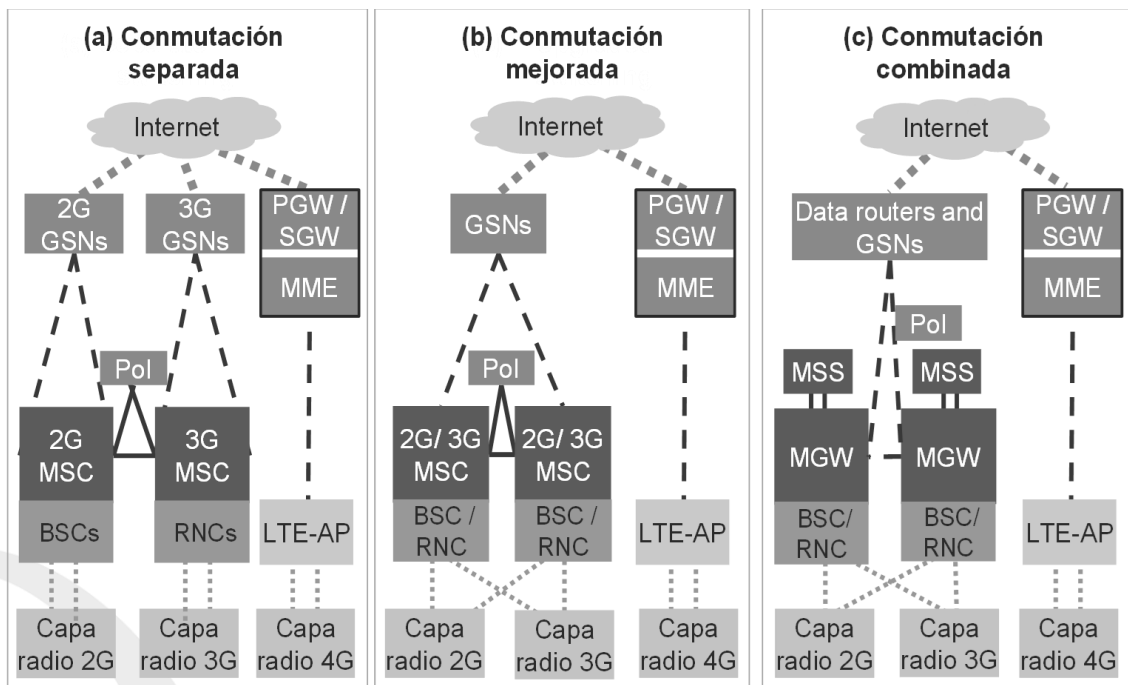 (a) Conmutación
separada
Internet
2G
GSNs
3G
GSNs
PGW /
SGW
MME
Pol
2G
MSC
3G
MSC
BSCs
RNCs
LTE-AP
Capa
radio 2G
Capa
radio 3G
Capa
radio 4G
(b) Conmutación
mejorada
Internet
GSNs
PGW /
SGW
MME
Pol
2G/ 3G
MSC
2G/ 3G
MSC
BSC /
RNC
BSC /
RNC
LTE-AP
Capa
radio 2G
Capa
radio 3G
Capa
radio 4G
(c) Conmutación
combinada
Internet
Data routers and
GSNs
PGW /
SGW
MME
Pol
MSS
MSS
MGW
MGW
BSC/
RNC
BSC/
RNC
LTE-AP
Capa
radio 2G
Capa
radio 3G
Capa
radio 4G